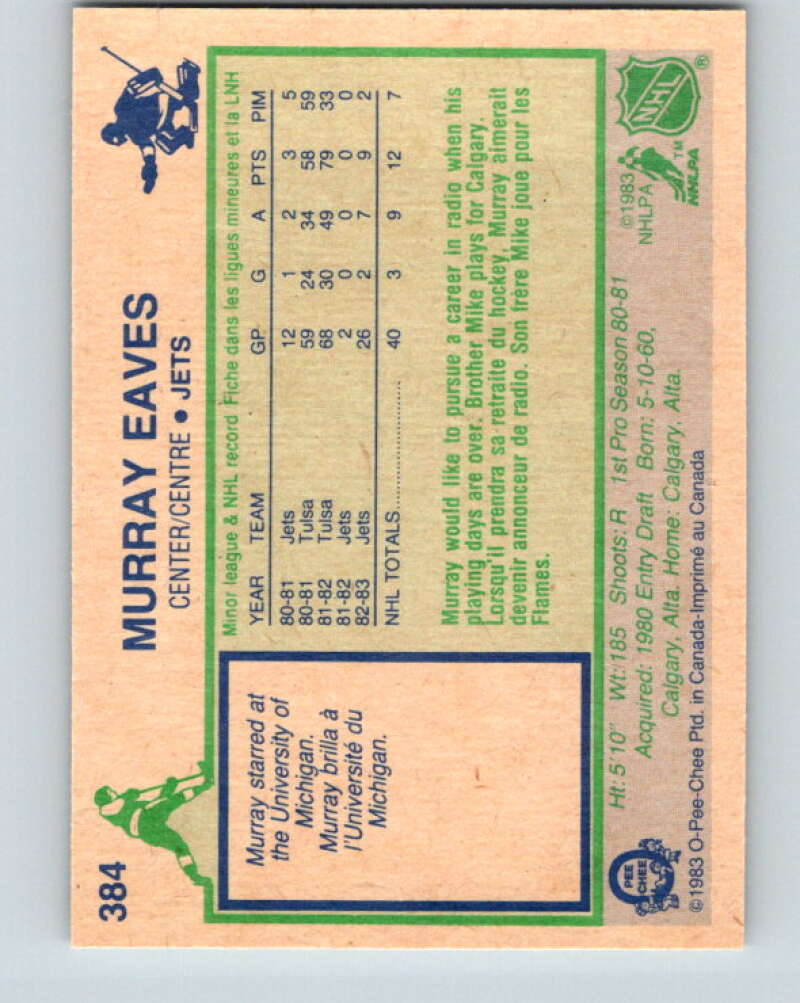 384
MURRAY EAVES
CENTER/CENTRE • JETS
Murray starred at
the University of
Michigan.
Murray brilla à
l'Université du
Michigan.
Minor league & NHL record Fiche dans les ligues mineures et la LNH
YEAR TEAM GP G A PTS PIM
80-81 Jets 12 1 2 3 5
80-81 Tulsa 59 24 34 58 59
81-82 Tulsa 68 30 49 79 33
81-82 Jets 2 0 0 0 0
82-83 Jets 26 2 7 9 2
NHL TOTALS.................... 40 3 9 12 7
Murray would like to pursue a career in radio when his
playing days are over. Brother Mike plays for Calgary.
Lorsqu'il prendra sa retraite du hockey, Murray aimerait
devenir annonceur de radio. Son frère Mike joue pour les
Flames.
Ht: 5'10" Wt: 185 Shoots: R 1st Pro Season 80-81
Acquired: 1980 Entry Draft Born: 5-10-60,
Calgary, Alta. Home: Calgary, Alta.
©1983 O-Pee-Chee Ptd. in Canada-Imprimé au Canada
O
PEE
CHEE
©1983
NHLPA
NHLPA
TM
NHL
®